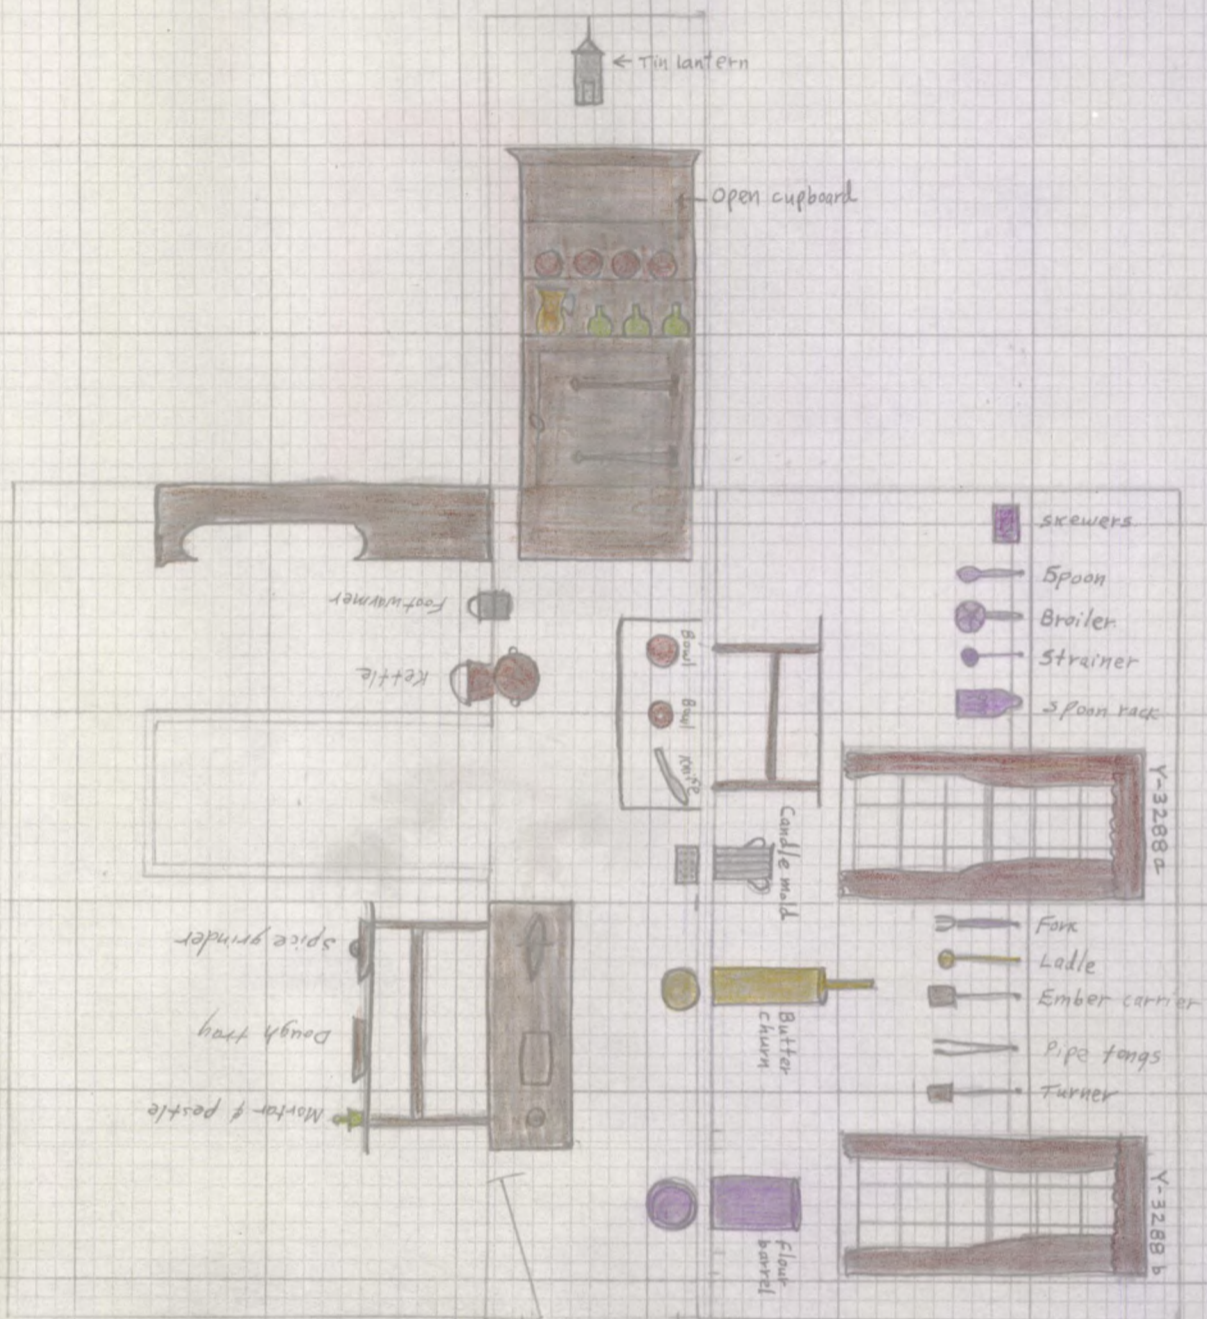 Tin lantern
Open cupboard
skewers
Spoon
Broiler
Strainer
Spoon rack
Footwarmer
Kettle
Bowl
Bowl
Knife
Y-3288a
Candle mold
Fork
Ladle
Ember carrier
Pipe tongs
Turner
Spice grinder
Dough tray
Mortar & pestle
Butter
churn
Y-3288b
flour
barrel